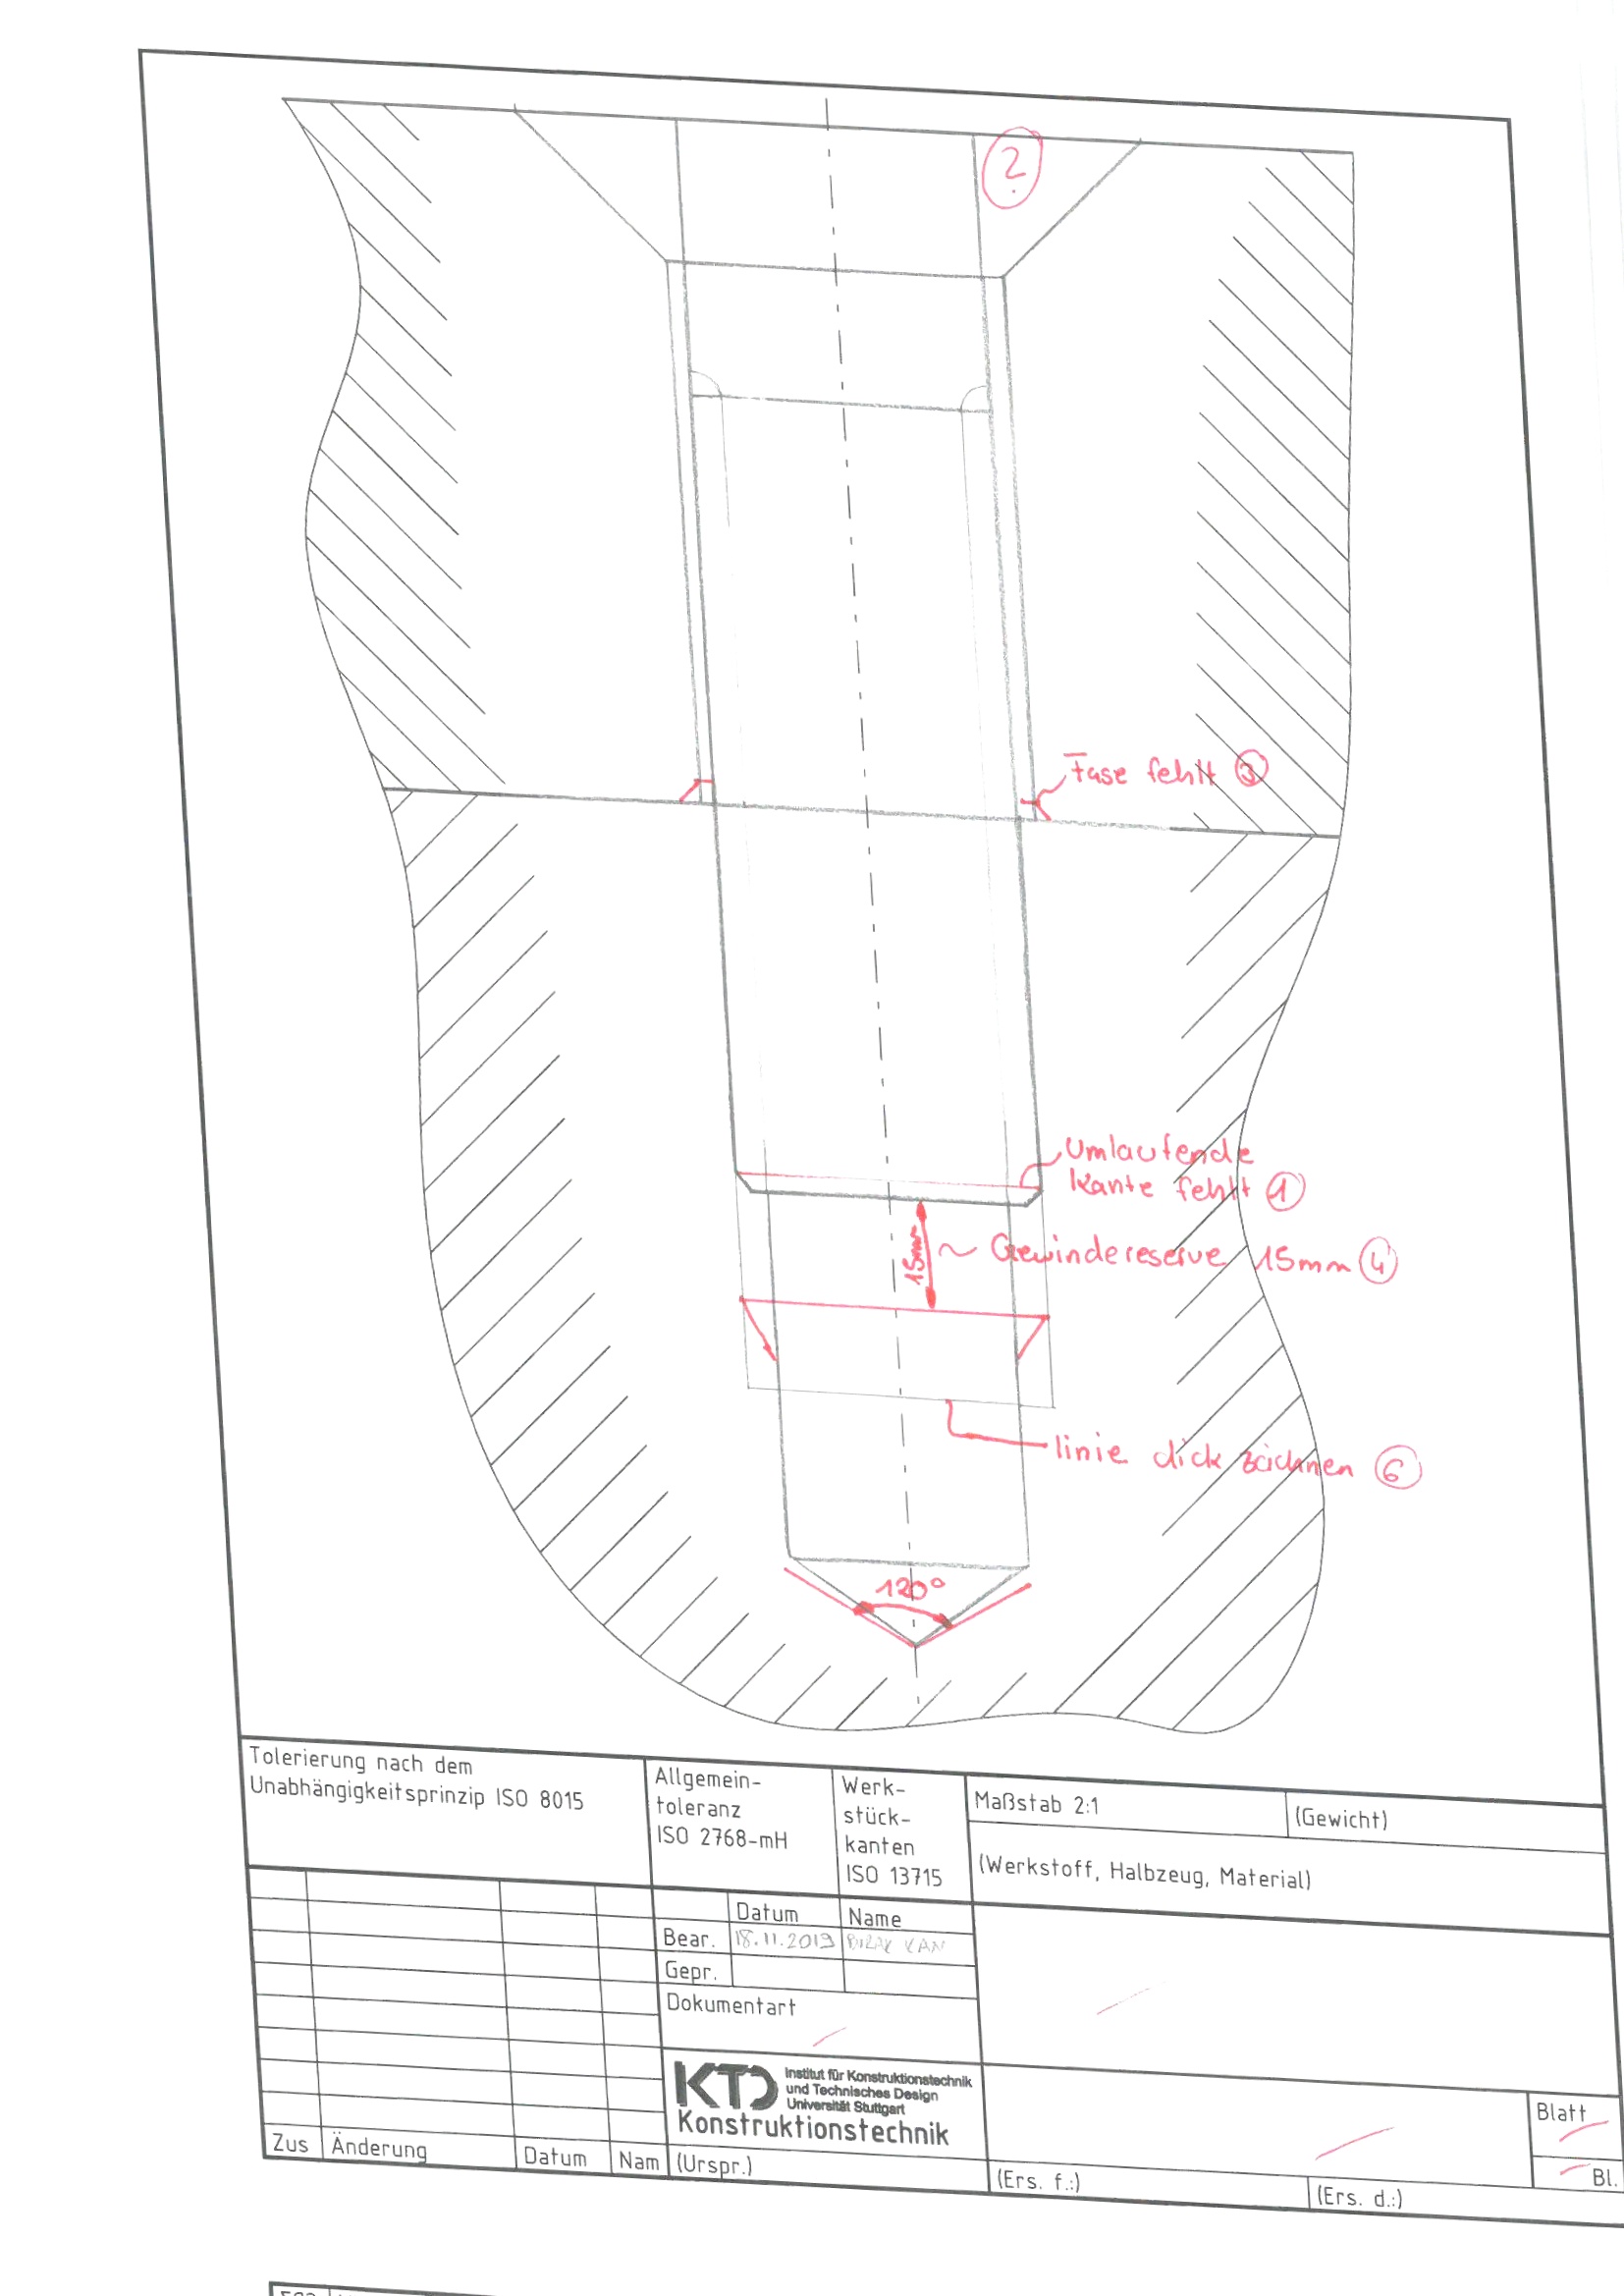 ?
Fase fehlt 3
Umlaufende
Kante fehlt 1
15mm
Gewindereserve 15mm 4
linie dick zeichnen 6
120°
Tolerierung nach dem
Unabhängigkeitsprinzip ISO 8015
Allgemein-
toleranz
ISO 2768-mH
Werk-
stück-
kanten
ISO 13715
Maßstab 2:1
(Gewicht)
(Werkstoff, Halbzeug, Material)
Datum
Name
Bear.
18.11.2019
Gepr.
Dokumentart
KTD
Institut für Konstruktionstechnik
und Technisches Design
Universität Stuttgart
Konstruktionstechnik
Zus
Änderung
Datum
Nam
(Urspr.)
(Ers. f.:)
(Ers. d.:)
Blatt
Bl.